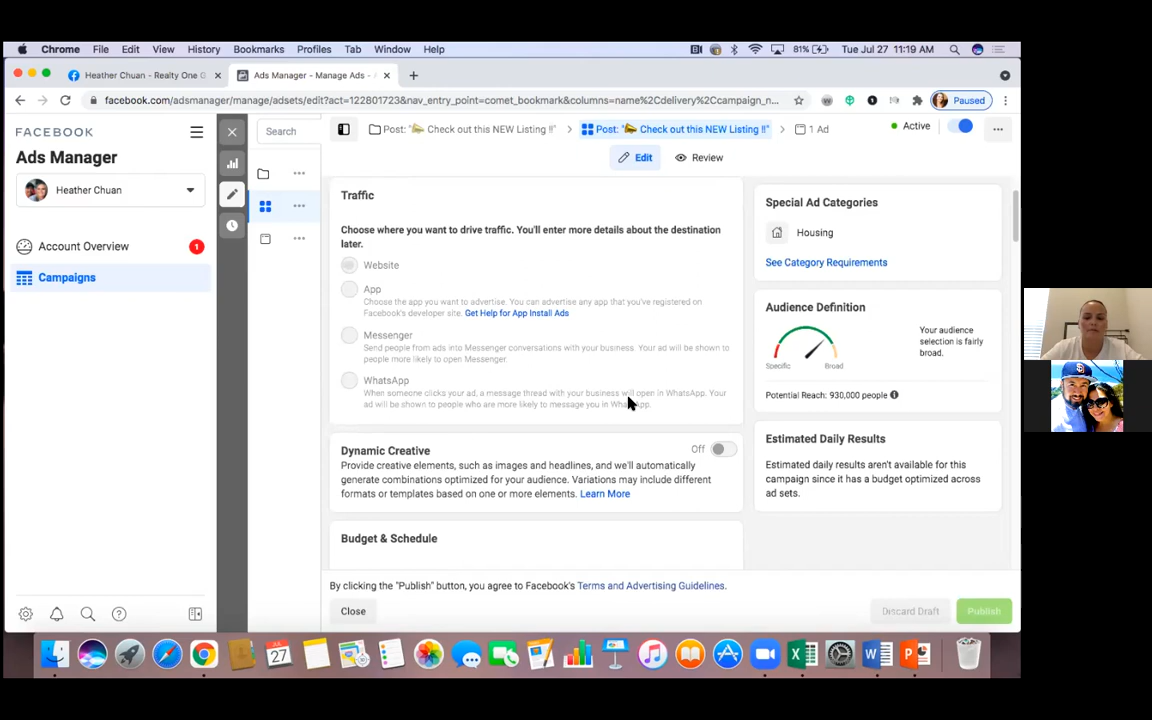 Chrome File Edit View History Bookmarks Profiles Tab Window Help 81% Tue Jul 27 11:19 AM
Heather Chuan - Realty One G
Ads Manager - Manage Ads -
facebook.com/adsmanager/manage/adsets/edit?act=122801723&nav_entry_point=comet_bookmark&columns=name%2Cdelivery%2Ccampaign_n...
Paused
FACEBOOK
Ads Manager
Heather Chuan
Account Overview 1
Campaigns
Search
Post: "📣 Check out this NEW Listing !!"
Post: "📣 Check out this NEW Listing !!"
1 Ad
Active
Edit
Review
Traffic
Choose where you want to drive traffic. You'll enter more details about the destination
later.
Website
App
Choose the app you want to advertise. You can advertise any app that you've registered on
Facebook's developer site. Get Help for App Install Ads
Messenger
Send people from ads into Messenger conversations with your business. Your ad will be shown to
people more likely to open Messenger.
WhatsApp
When someone clicks your ad, a message thread with your business will open in WhatsApp. Your
ad will be shown to people who are more likely to message you in WhatsApp.
Dynamic Creative
Off
Provide creative elements, such as images and headlines, and we'll automatically
generate combinations optimized for your audience. Variations may include different
formats or templates based on one or more elements. Learn More
Budget & Schedule
Special Ad Categories
Housing
See Category Requirements
Audience Definition
Specific
Broad
Your audience
selection is fairly
broad.
Potential Reach: 930,000 people
Estimated Daily Results
Estimated daily results aren't available for this
campaign since it has a budget optimized across
ad sets.
By clicking the "Publish" button, you agree to Facebook's Terms and Advertising Guidelines.
Close
Discard Draft
Publish
JUL
27